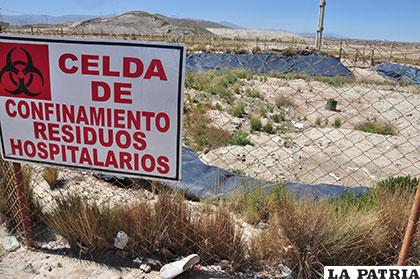 CELDA
DE
CONFINAMIENTO
RESIDUOS
HOSPITALARIOS
LA PATRIA